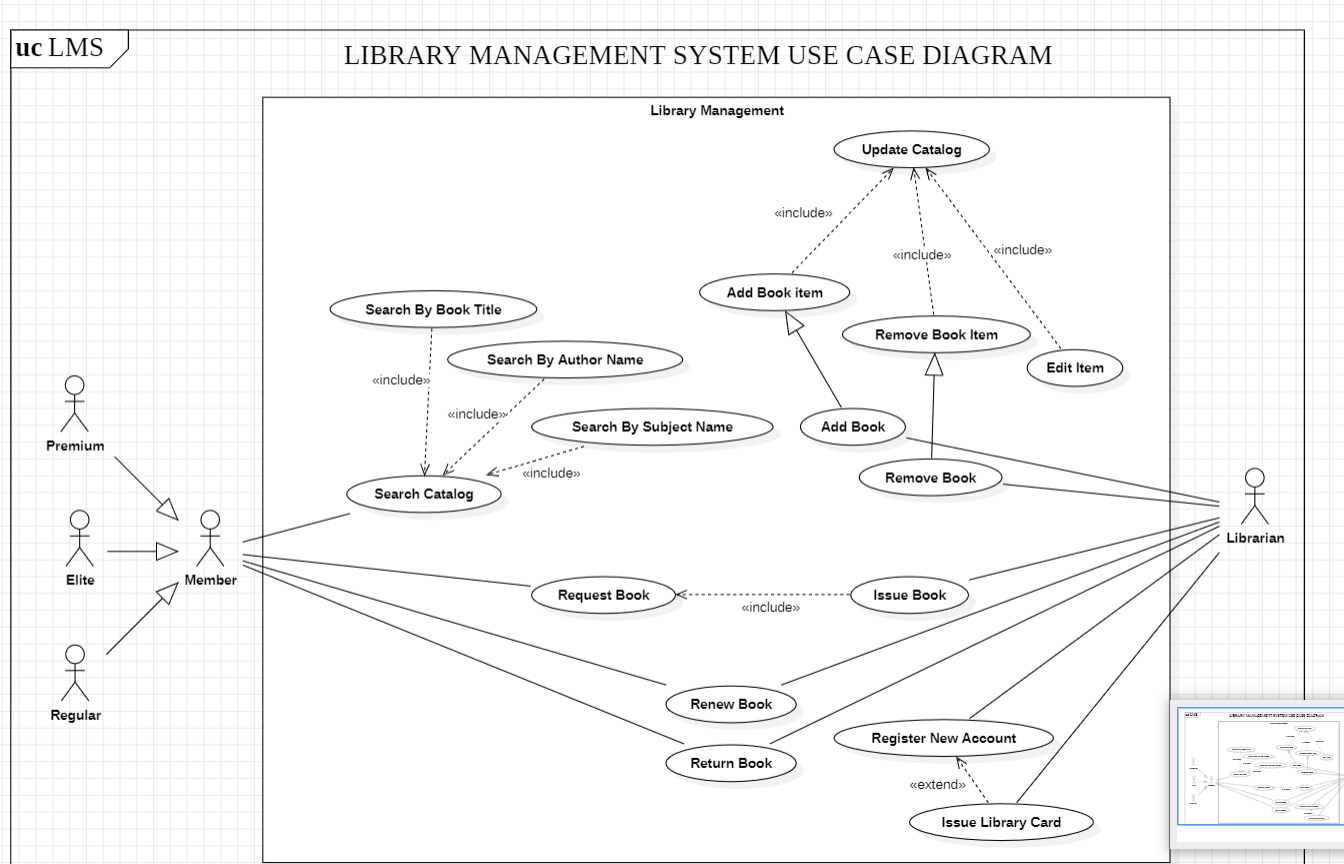 uc LMS
LIBRARY MANAGEMENT SYSTEM USE CASE DIAGRAM
Library Management
Update Catalog
«include»
«include»
«include»
Add Book item
Search By Book Title
Remove Book Item
Search By Author Name
Edit Item
«include»
«include»
Search By Subject Name
Add Book
Premium
«include»
Remove Book
Search Catalog
Librarian
Elite
Member
Request Book
Issue Book
«include»
Renew Book
Regular
Register New Account
Return Book
«extend»
Issue Library Card